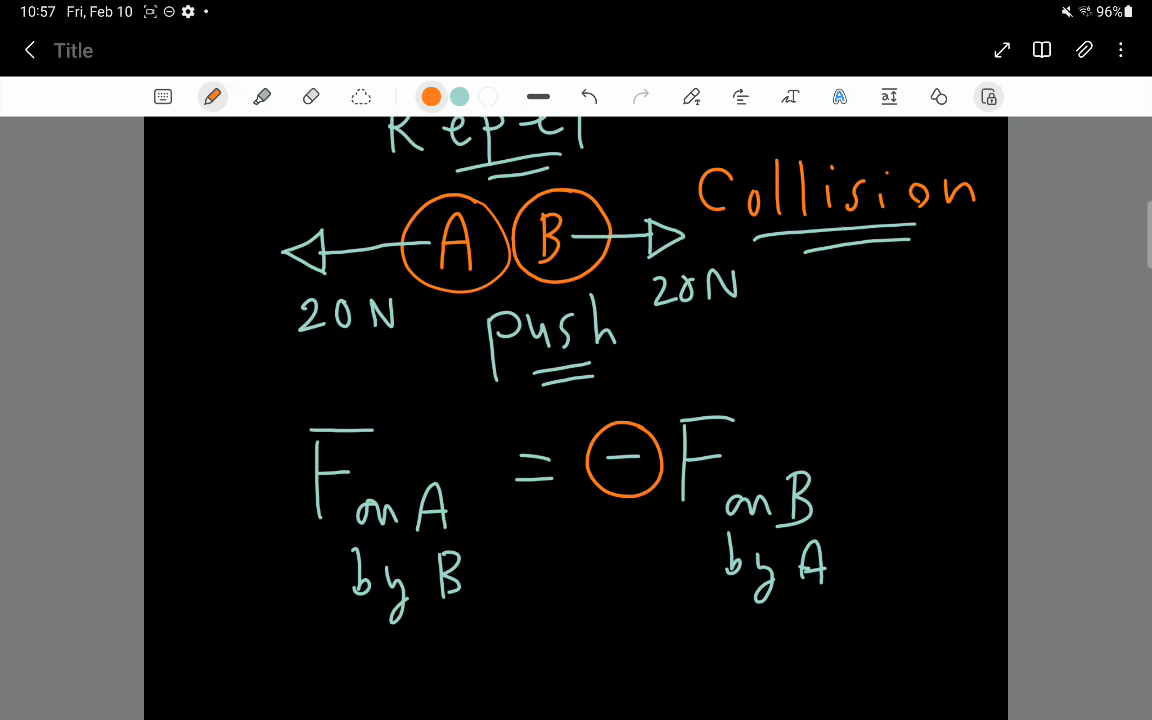 10:57 Fri, Feb 10
96%
Title
Repel
A B Collision
20 N
20N
push
F = - F
on A on B
by B by A